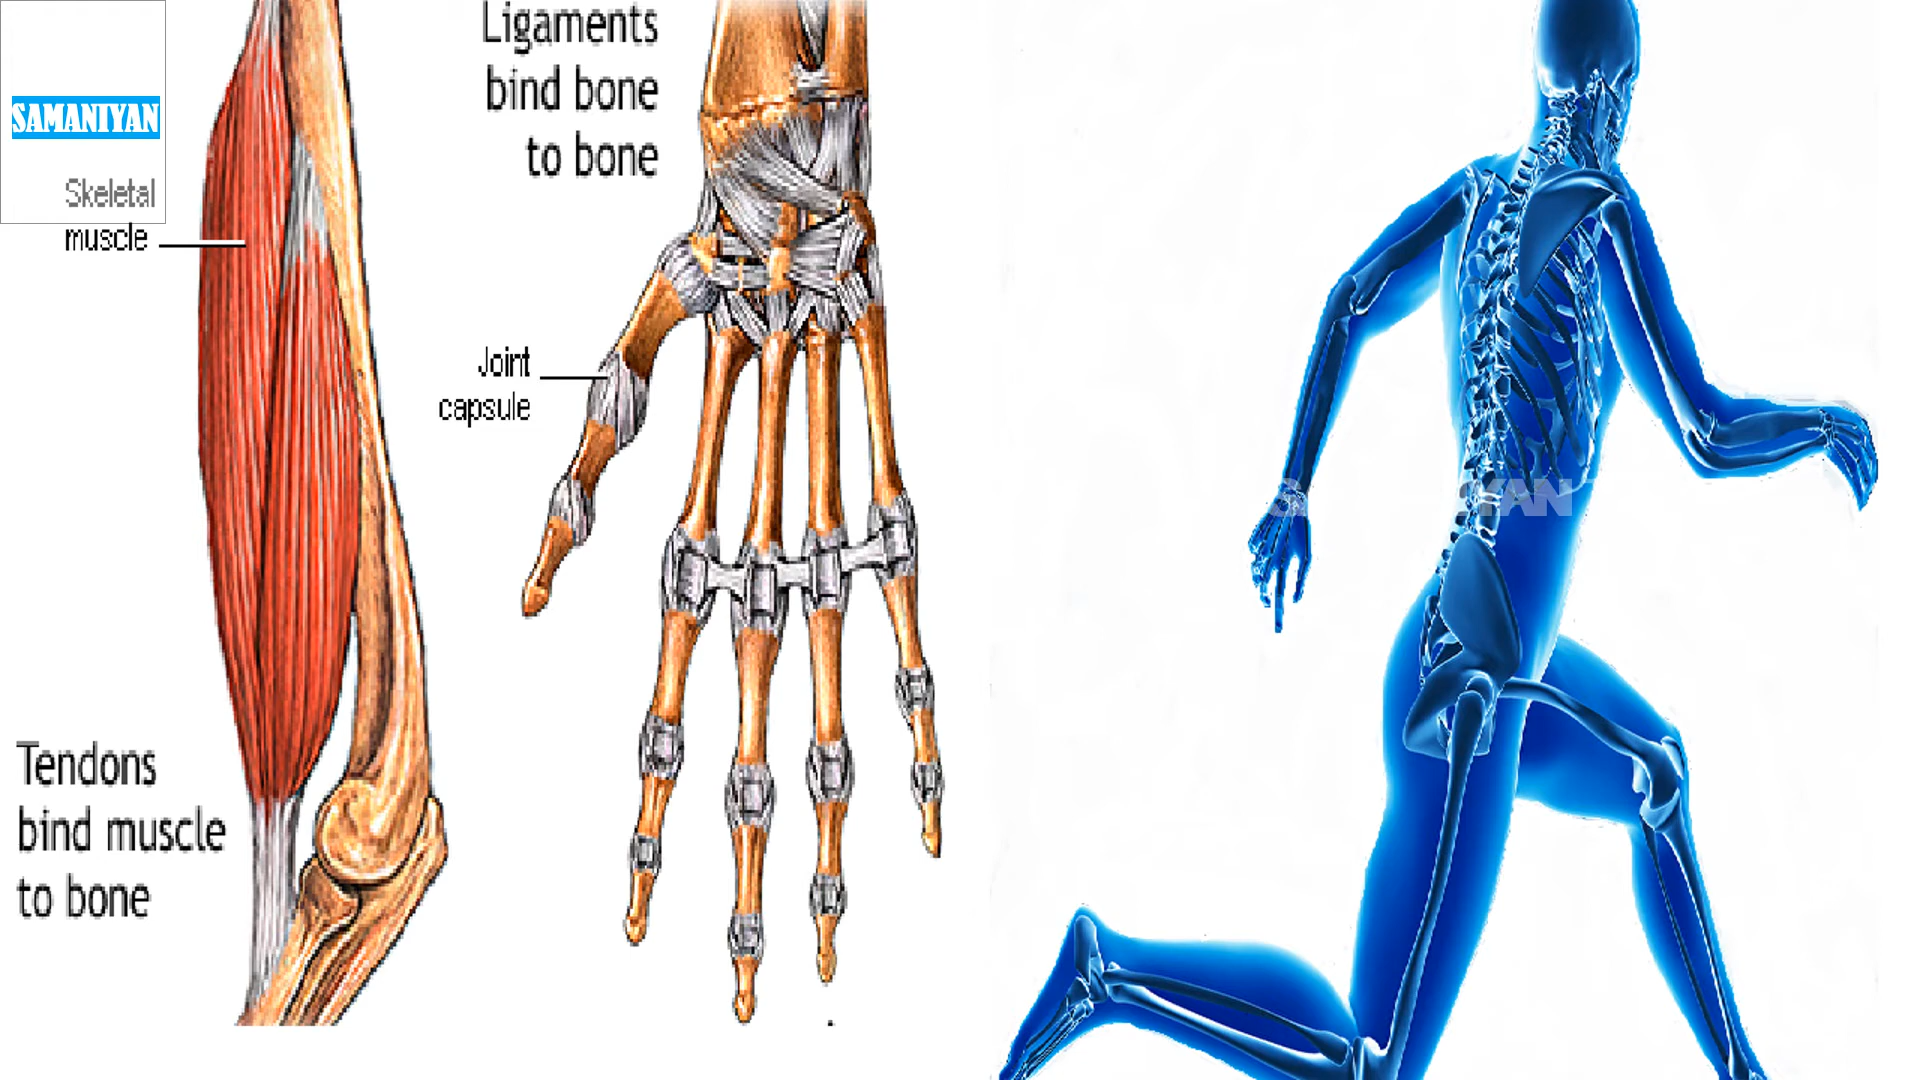 SAMANIYAN
Skeletal
muscle
Tendons
bind muscle
to bone
Ligaments
bind bone
to bone
Joint
capsule